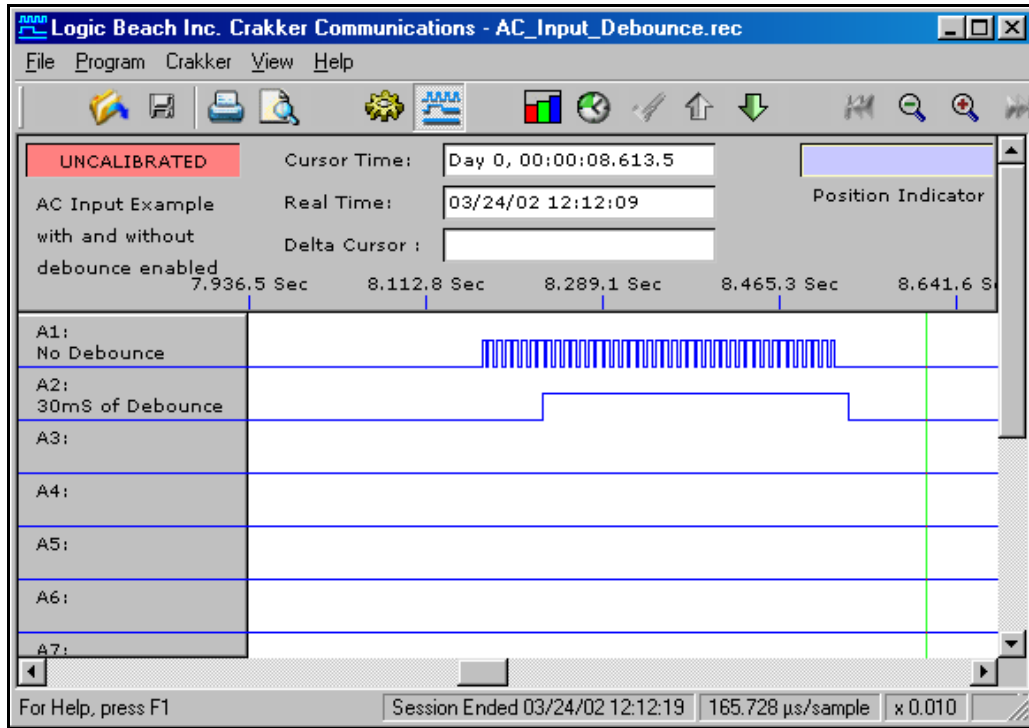 Logic Beach Inc. Crakker Communications - AC_Input_Debounce.rec
File Program Crakker View Help
UNCALIBRATED
Cursor Time: Day 0, 00:00:08.613.5
AC Input Example
with and without
debounce enabled
Real Time: 03/24/02 12:12:09
Position Indicator
Delta Cursor :
7.936.5 Sec 8.112.8 Sec 8.289.1 Sec 8.465.3 Sec 8.641.6 S
A1:
No Debounce
A2:
30mS of Debounce
A3:
A4:
A5:
A6:
A7:
For Help, press F1
Session Ended 03/24/02 12:12:19
165.728 µs/sample
x 0.010